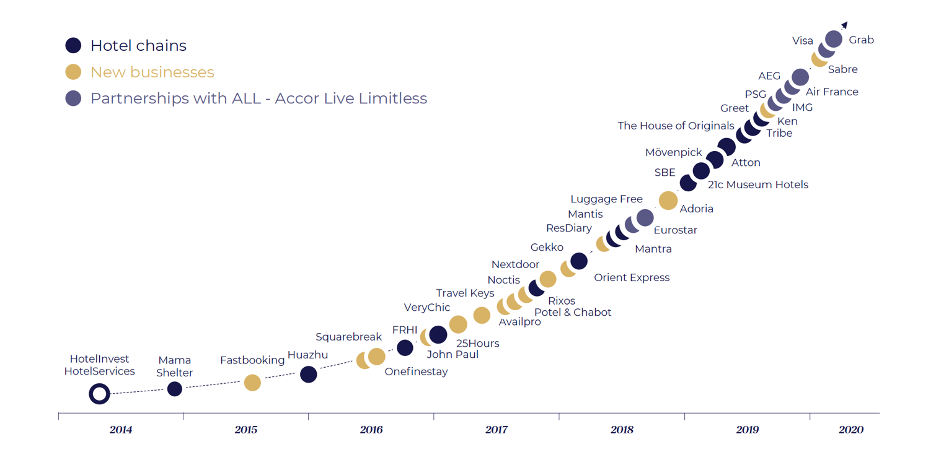 Hotel chains
New businesses
Partnerships with ALL - Accor Live Limitless
Visa
Grab
Sabre
AEG
Air France
PSG
IMG
Greet
Ken
The House of Originals
Tribe
Mövenpick
Atton
SBE
21c Museum Hotels
Luggage Free
Adoria
Mantis
ResDiary
Eurostar
Gekko
Mantra
Nextdoor
Orient Express
Noctis
Travel Keys
Rixos
VeryChic
Potel & Chabot
Availpro
FRHI
Squarebreak
25Hours
HotelInvest
HotelServices
Mama
Shelter
Fastbooking
Huazhu
John Paul
Onefinestay
2014
2015
2016
2017
2018
2019
2020